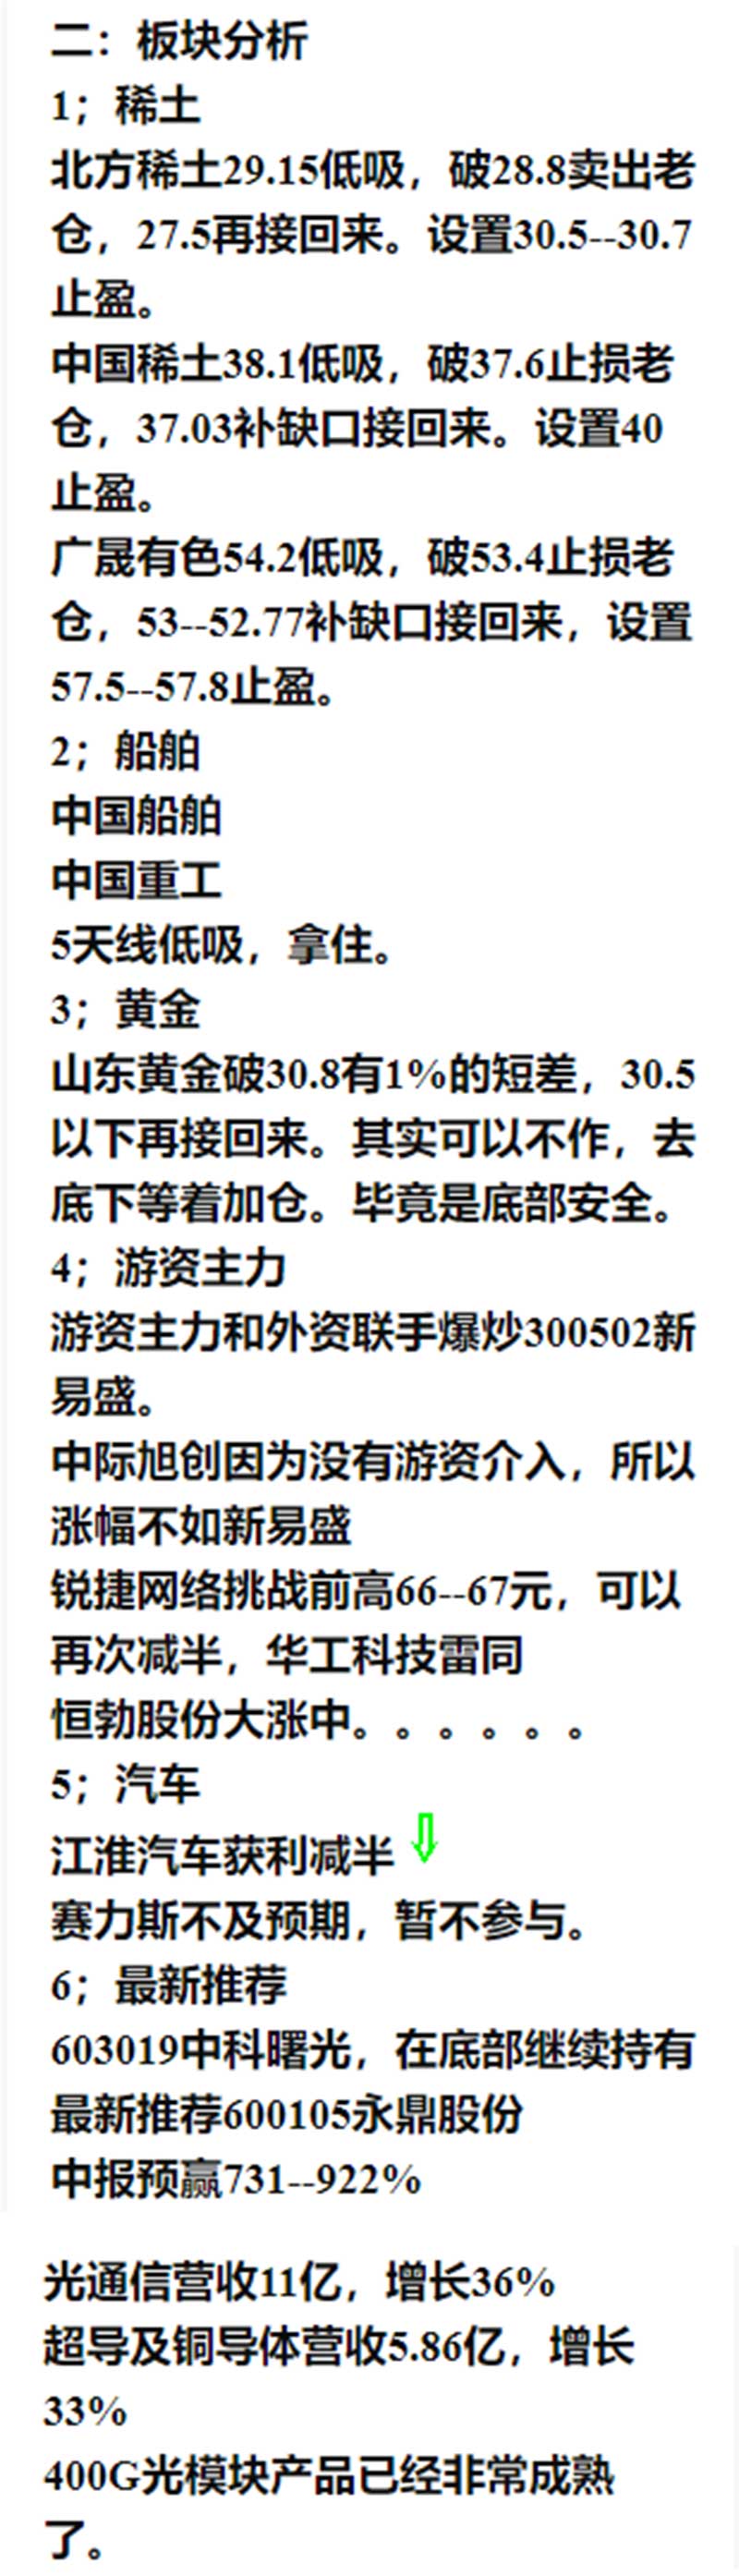 二：板块分析
1；稀土
北方稀土29.15低吸，破28.8卖出老
仓，27.5再接回来。设置30.5--30.7
止盈。
中国稀土38.1低吸，破37.6止损老
仓，37.03补缺口接回来。设置40
止盈。
广晟有色54.2低吸，破53.4止损老
仓，53--52.77补缺口接回来，设置
57.5--57.8止盈。
2；船舶
中国船舶
中国重工
5天线低吸，拿住。
3；黄金
山东黄金破30.8有1%的短差，30.5
以下再接回来。其实可以不作，去
底下等着加仓。毕竟是底部安全。
4；游资主力
游资主力和外资联手爆炒300502新
易盛。
中际旭创因为没有游资介入，所以
涨幅不如新易盛
锐捷网络挑战前高66--67元，可以
再次减半，华工科技雷同
恒勃股份大涨中。。。。。。
5；汽车
江淮汽车获利减半
赛力斯不及预期，暂不参与。
6；最新推荐
603019中科曙光，在底部继续持有
最新推荐600105永鼎股份
中报预赢731--922%
光通信营收11亿，增长36%
超导及铜导体营收5.86亿，增长
33%
400G光模块产品已经非常成熟
了。